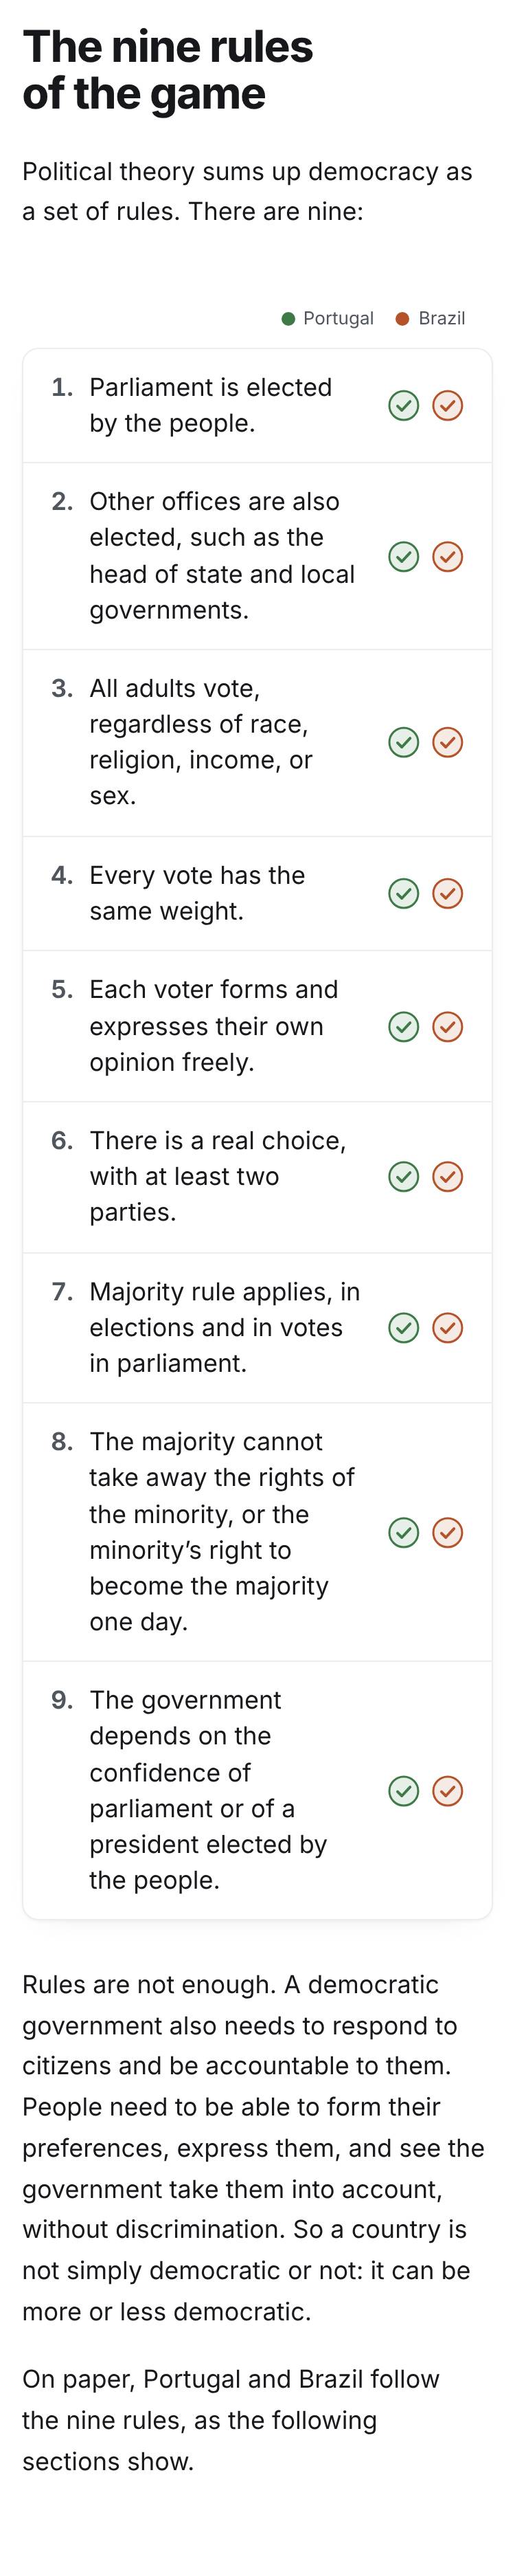 The nine rules
of the game
Political theory sums up democracy as
a set of rules. There are nine:
Portugal Brazil
1. Parliament is elected
by the people.
2. Other offices are also
elected, such as the
head of state and local
governments.
3. All adults vote,
regardless of race,
religion, income, or
sex.
4. Every vote has the
same weight.
5. Each voter forms and
expresses their own
opinion freely.
6. There is a real choice,
with at least two
parties.
7. Majority rule applies, in
elections and in votes
in parliament.
8. The majority cannot
take away the rights of
the minority, or the
minority’s right to
become the majority
one day.
9. The government
depends on the
confidence of
parliament or of a
president elected by
the people.
Rules are not enough. A democratic
government also needs to respond to
citizens and be accountable to them.
People need to be able to form their
preferences, express them, and see the
government take them into account,
without discrimination. So a country is
not simply democratic or not: it can be
more or less democratic.
On paper, Portugal and Brazil follow
the nine rules, as the following
sections show.